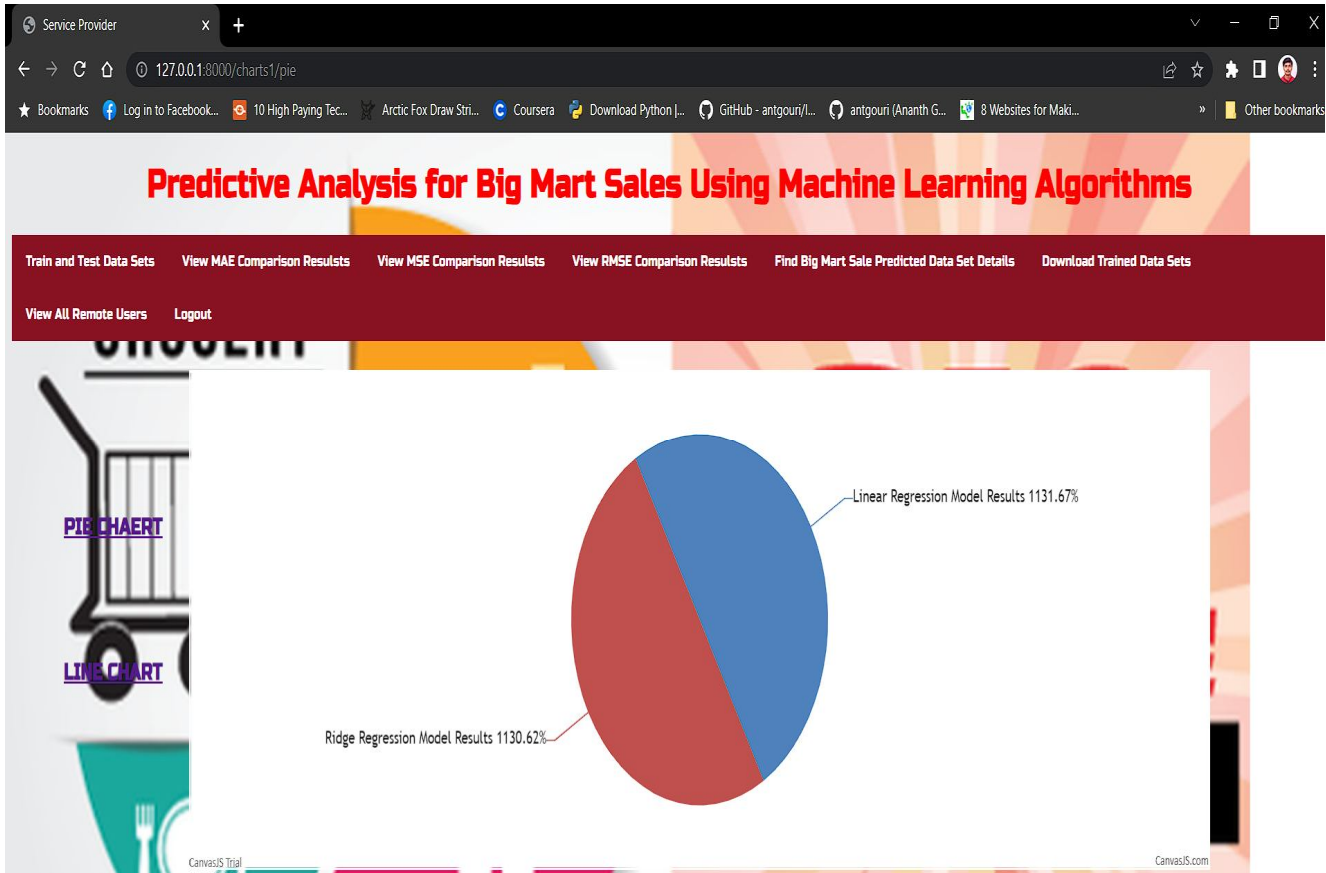 Service Provider
127.0.0.1:8000/charts1/pie
Bookmarks
Log in to Facebook...
10 High Paying Tec...
Arctic Fox Draw Stri...
Coursera
Download Python |...
GitHub - antgouri/I...
antgouri (Ananth G...
8 Websites for Maki...
»
Other bookmarks
Predictive Analysis for Big Mart Sales Using Machine Learning Algorithms
Train and Test Data Sets
View MAE Comparison Resulsts
View MSE Comparison Resulsts
View RMSE Comparison Resulsts
Find Big Mart Sale Predicted Data Set Details
Download Trained Data Sets
View All Remote Users
Logout
Linear Regression Model Results 1131.67%
PIE CHAERT
LINE CHART
Ridge Regression Model Results 1130.62%
CanvasJS Trial
CanvasJS.com